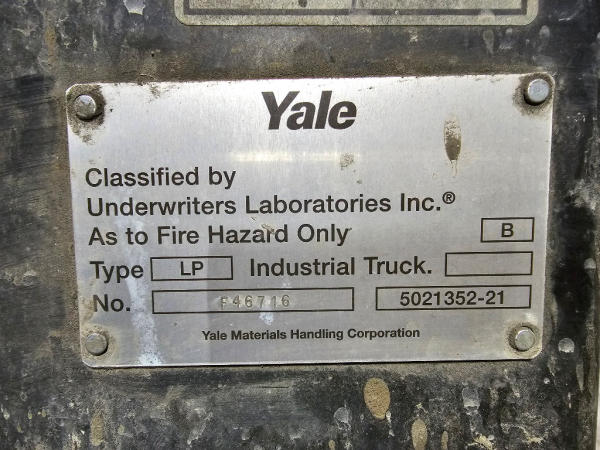 Yale
Classified by
Underwriters Laboratories Inc.®
As to Fire Hazard Only B
Type LP Industrial Truck.
No. F46716 5021352-21
Yale Materials Handling Corporation